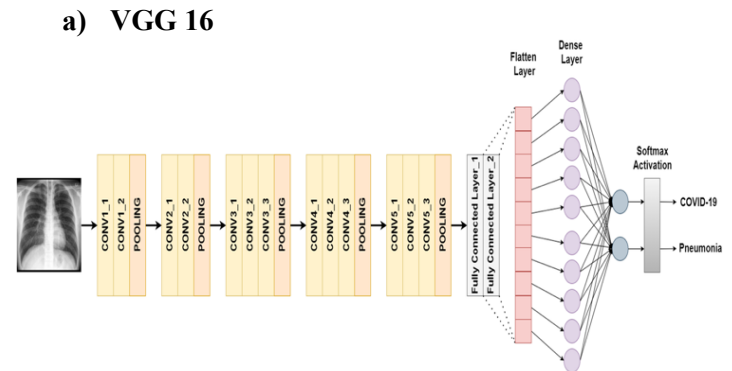 a) VGG 16
CONV1_1
CONV1_2
POOLING
CONV2_1
CONV2_2
POOLING
CONV3_1
CONV3_2
CONV3_3
POOLING
CONV4_1
CONV4_2
CONV4_3
POOLING
CONV5_1
CONV5_2
CONV5_3
POOLING
Fully Connected Layer_1
Fully Connected Layer_2
Flatten
Layer
Dense
Layer
Softmax
Activation
COVID-19
Pneumonia